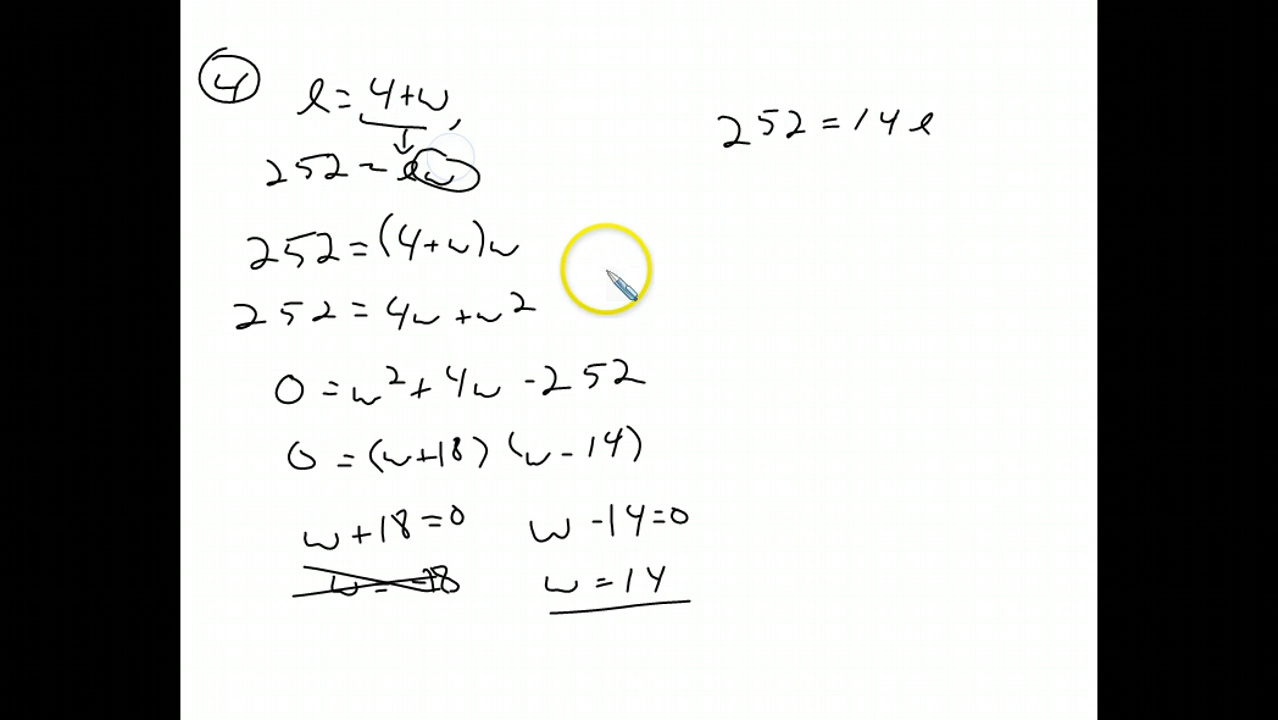 4
l = 4+w,
252 = lw
252 = (4+w)w
252 = 4w + w²
0 = w² + 4w - 252
0 = (w+18) (w - 14)
w + 18 = 0 w - 14 = 0
w = -18 w = 14
252 = 14 l